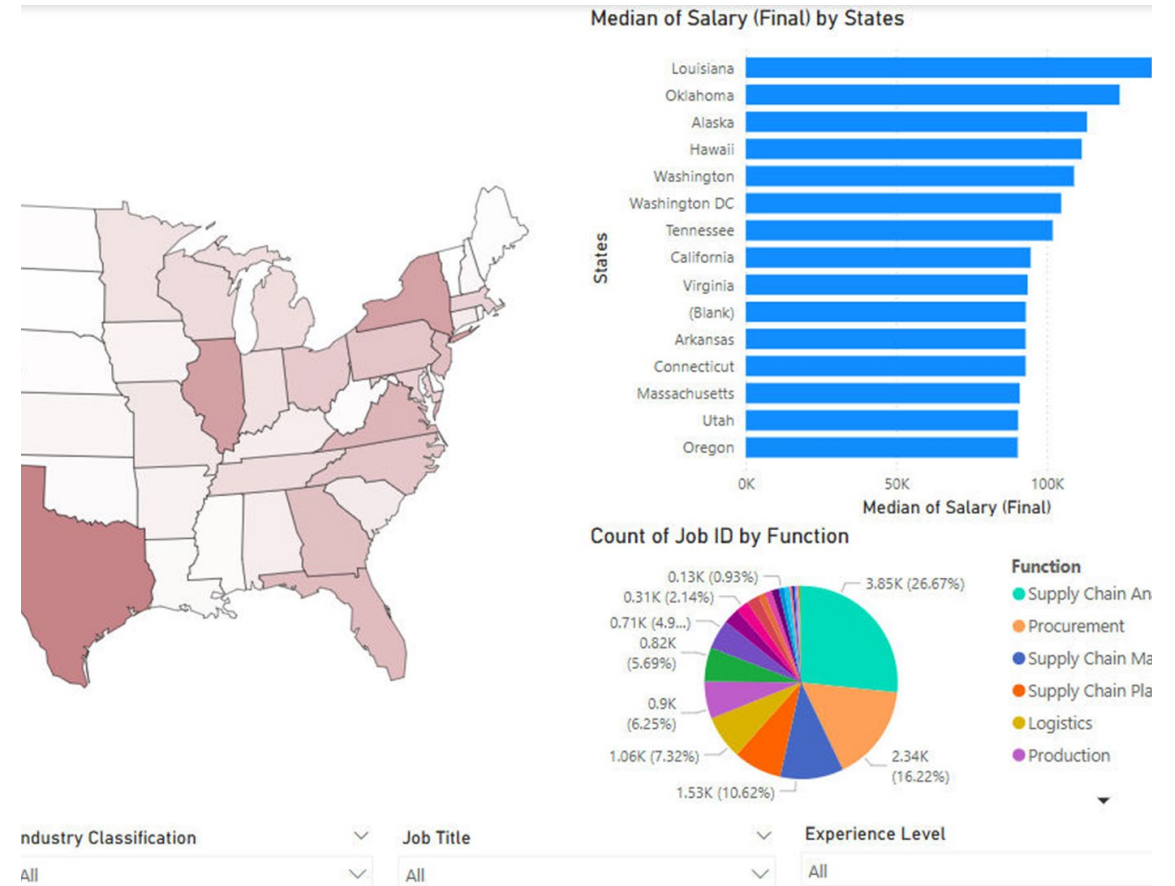 Median of Salary (Final) by States
States
Louisiana
Oklahoma
Alaska
Hawaii
Washington
Washington DC
Tennessee
California
Virginia
(Blank)
Arkansas
Connecticut
Massachusetts
Utah
Oregon
0K 50K 100K
Median of Salary (Final)
Count of Job ID by Function
0.13K (0.93%)
0.31K (2.14%)
0.71K (4.9...)
0.82K
(5.69%)
0.9K
(6.25%)
1.06K (7.32%)
1.53K (10.62%)
2.34K
(16.22%)
3.85K (26.67%)
Function
Supply Chain An
Procurement
Supply Chain Ma
Supply Chain Pla
Logistics
Production
ndustry Classification
All
Job Title
All
Experience Level
All